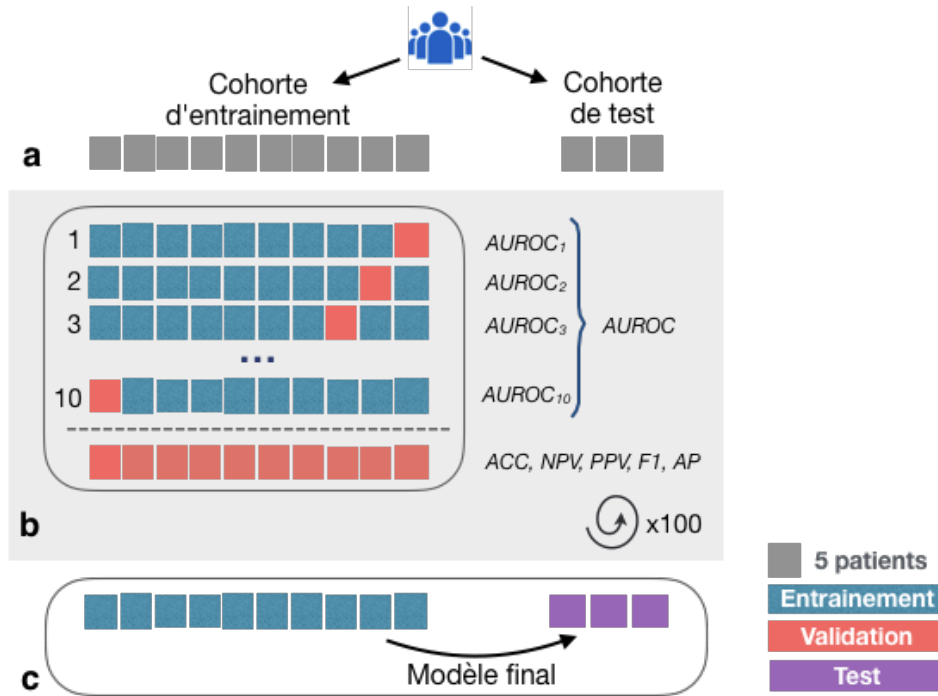 Cohorte
d'entrainement
Cohorte
de test
a
1
AUROC₁
2
AUROC₂
3
AUROC₃
AUROC
...
10
AUROC₁₀
ACC, NPV, PPV, F1, AP
b
x100
5 patients
Entrainement
Validation
Test
Modèle final
c